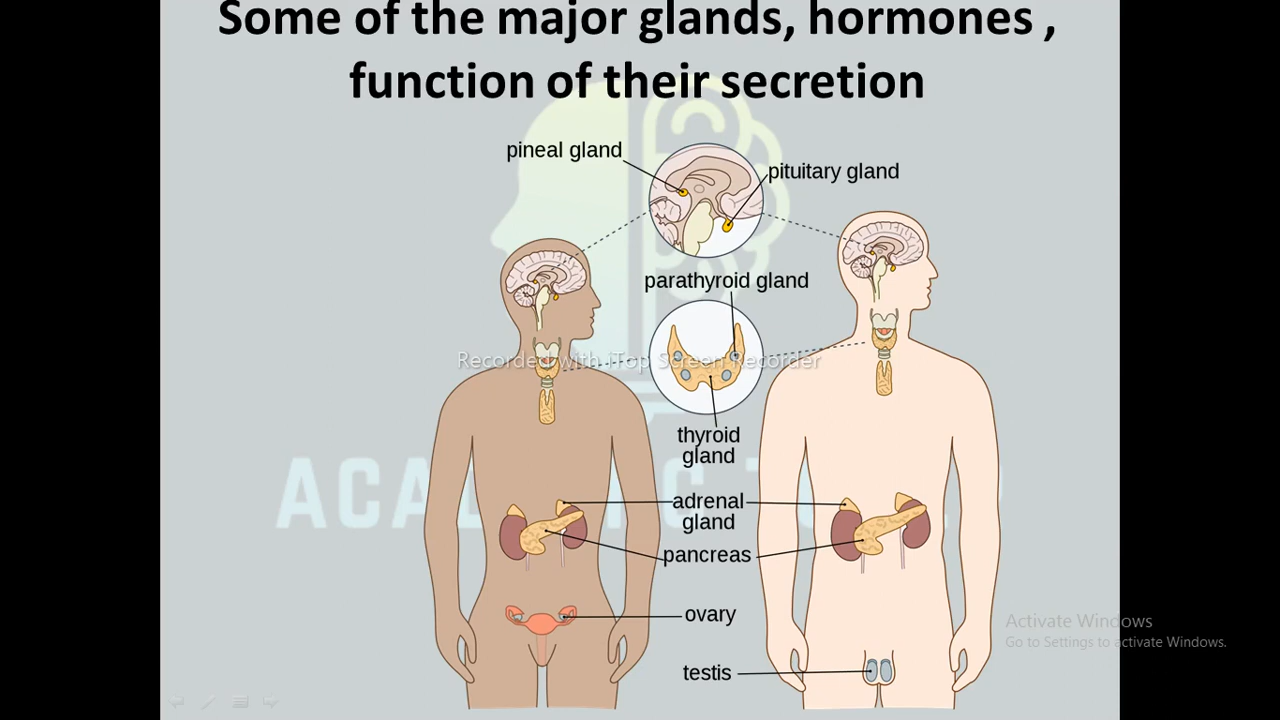 Some of the major glands, hormones ,
function of their secretion
pineal gland
pituitary gland
parathyroid gland
Recorded with iTop Screen Recorder
thyroid
gland
adrenal
gland
pancreas
ovary
testis
Activate Windows
Go to Settings to activate Windows.